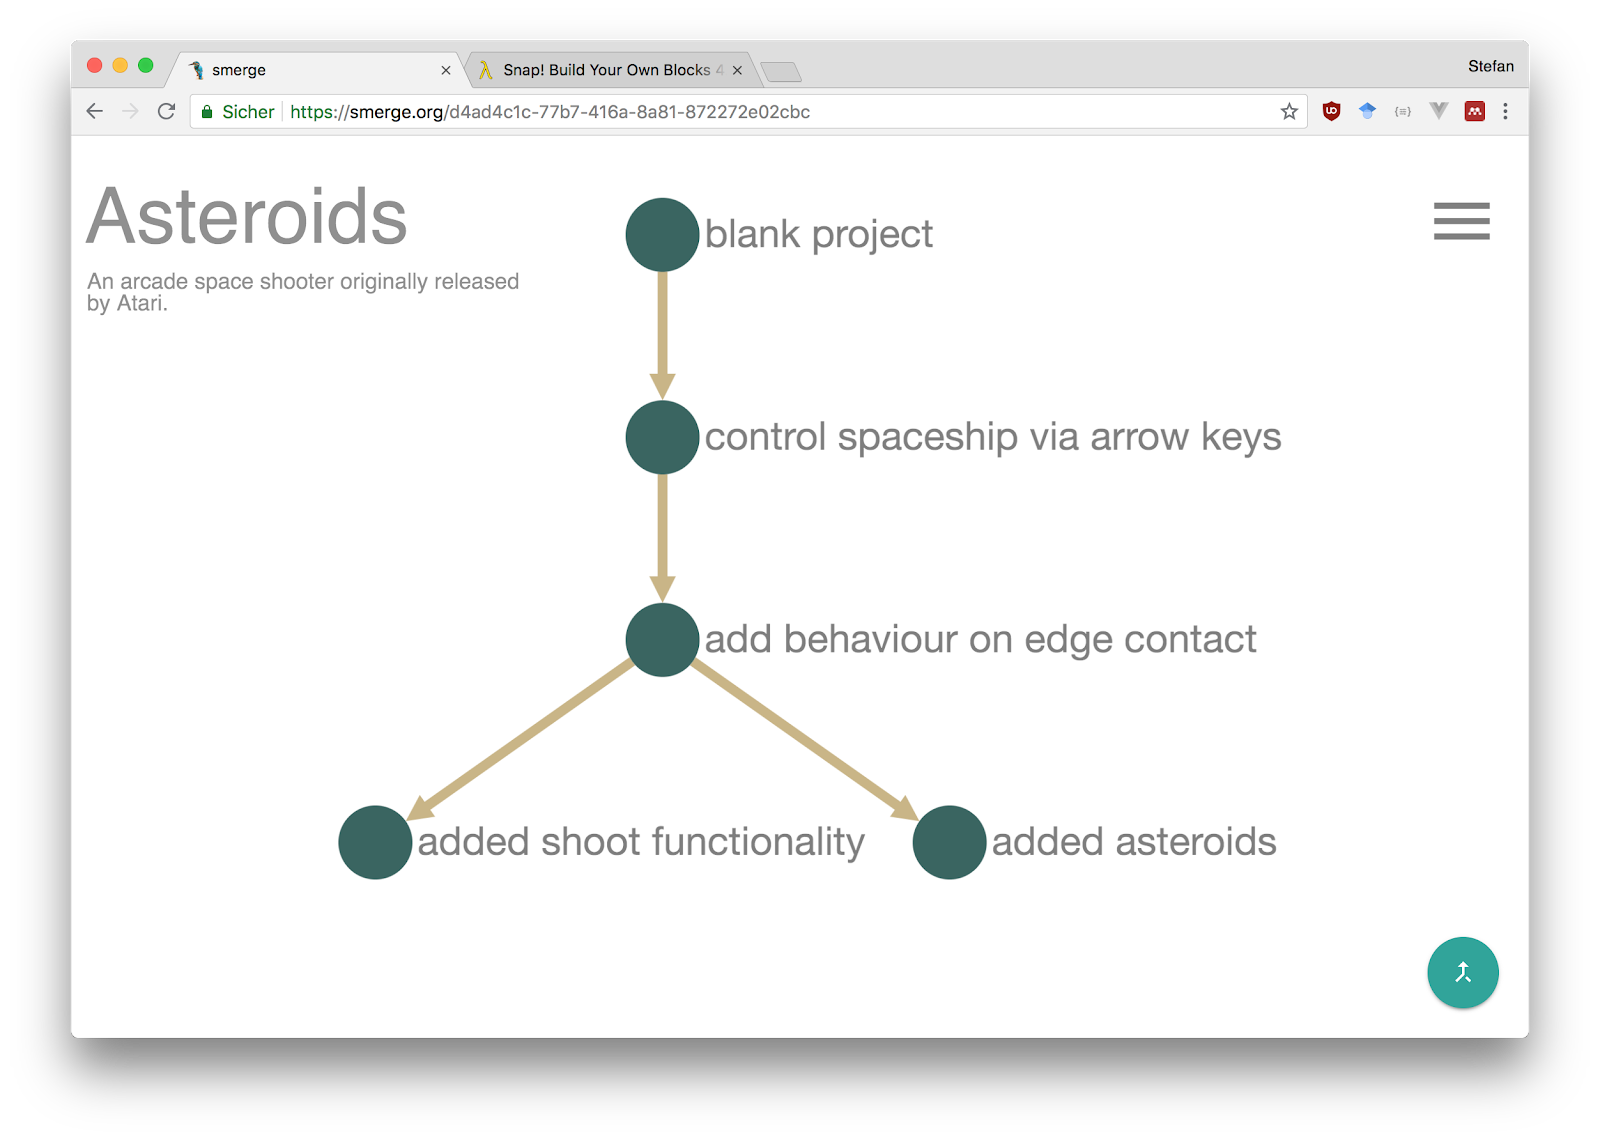 smerge
Snap! Build Your Own Blocks 4
Stefan
Sicher
https://smerge.org/d4ad4c1c-77b7-416a-8a81-872272e02cbc
Asteroids
An arcade space shooter originally released
by Atari.
blank project
control spaceship via arrow keys
add behaviour on edge contact
added shoot functionality
added asteroids